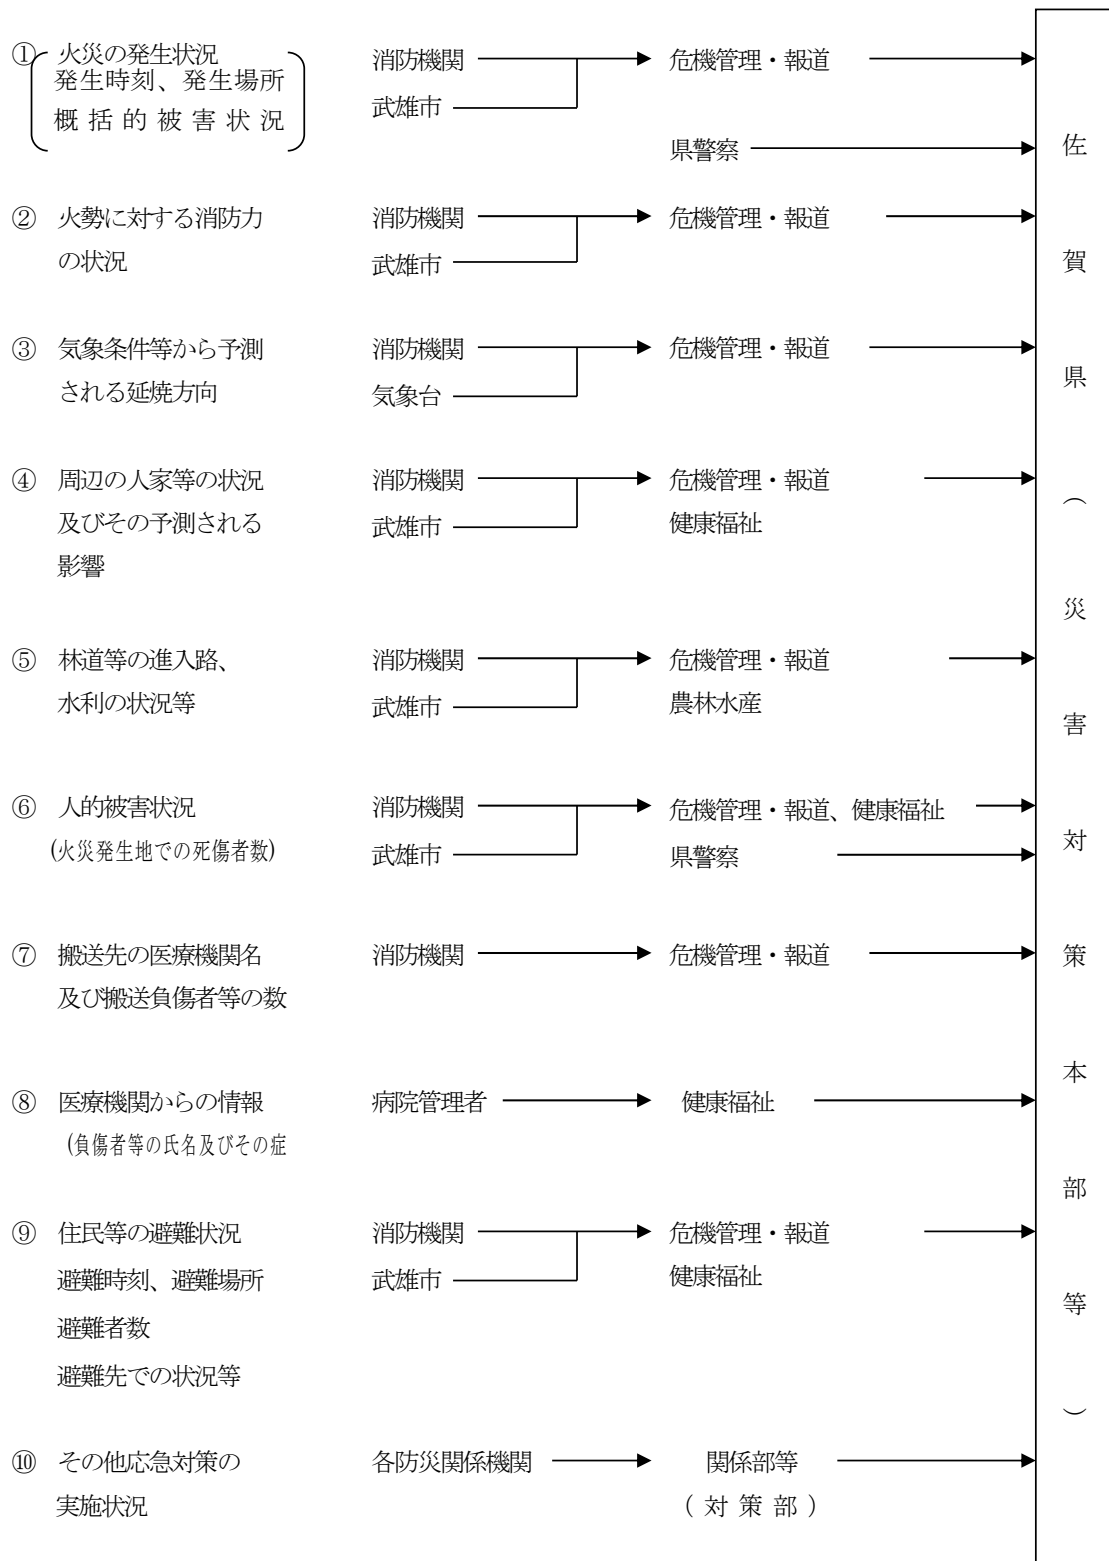 ① 火災の発生状況 消防機関 危機管理・報道
発生時刻、発生場所
概括的被害状況 武雄市
県警察
② 火勢に対する消防力 消防機関 危機管理・報道
の状況 武雄市
③ 気象条件等から予測 消防機関 危機管理・報道
される延焼方向 気象台
④ 周辺の人家等の状況 消防機関 危機管理・報道
及びその予測される 武雄市 健康福祉
影響
⑤ 林道等の進入路、 消防機関 危機管理・報道
水利の状況等 武雄市 農林水産
⑥ 人的被害状況 消防機関 危機管理・報道、健康福祉
(火災発生地での死傷者数) 武雄市 県警察
⑦ 搬送先の医療機関名 消防機関 危機管理・報道
及び搬送負傷者等の数
⑧ 医療機関からの情報 病院管理者 健康福祉
(負傷者等の氏名及びその症
⑨ 住民等の避難状況 消防機関 危機管理・報道
避難時刻、避難場所 武雄市 健康福祉
避難者数
避難先での状況等
⑩ その他応急対策の 各防災関係機関 関係部等
実施状況 (対策部)
佐賀県(災害対策本部等)